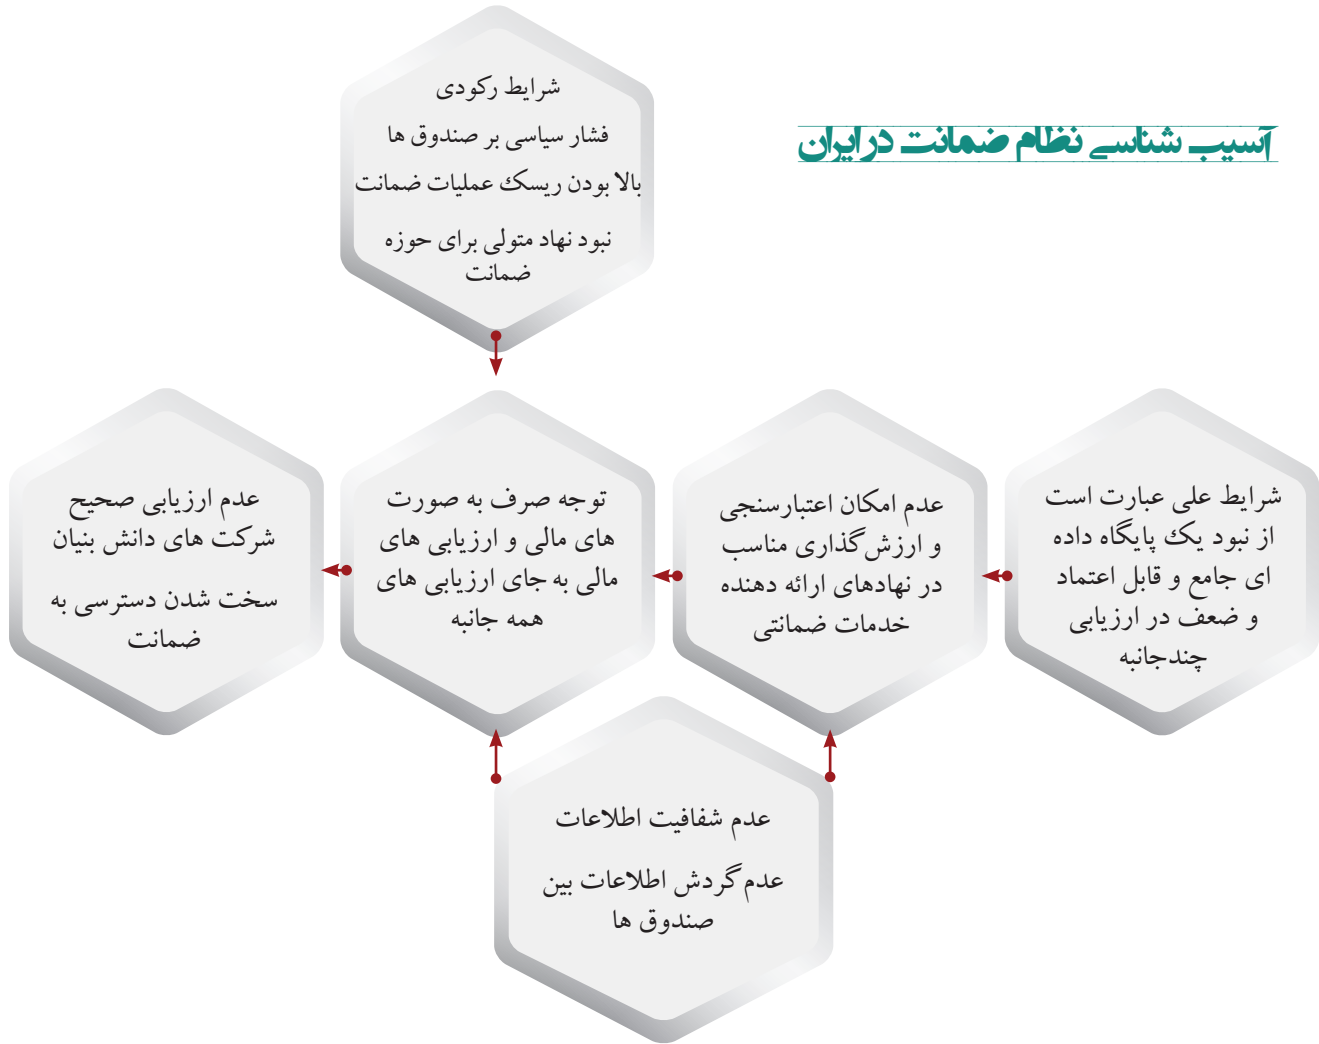 آسیب شناسی نظام ضمانت در ایران
شرایط رکودی
فشار سیاسی بر صندوق ها
بالا بودن ریسک عملیات ضمانت
نبود نهاد متولی برای حوزه
ضمانت
شرایط علی عبارت است
از نبود یک پایگاه داده
ای جامع و قابل اعتماد
و ضعف در ارزیابی
چندجانبه
عدم امکان اعتبارسنجی
و ارزش‌گذاری مناسب
در نهادهای ارائه دهنده
خدمات ضمانتی
توجه صرف به صورت
های مالی و ارزیابی های
مالی به جای ارزیابی های
همه جانبه
عدم ارزیابی صحیح
شرکت های دانش بنیان
سخت شدن دسترسی به
ضمانت
عدم شفافیت اطلاعات
عدم گردش اطلاعات بین
صندوق ها